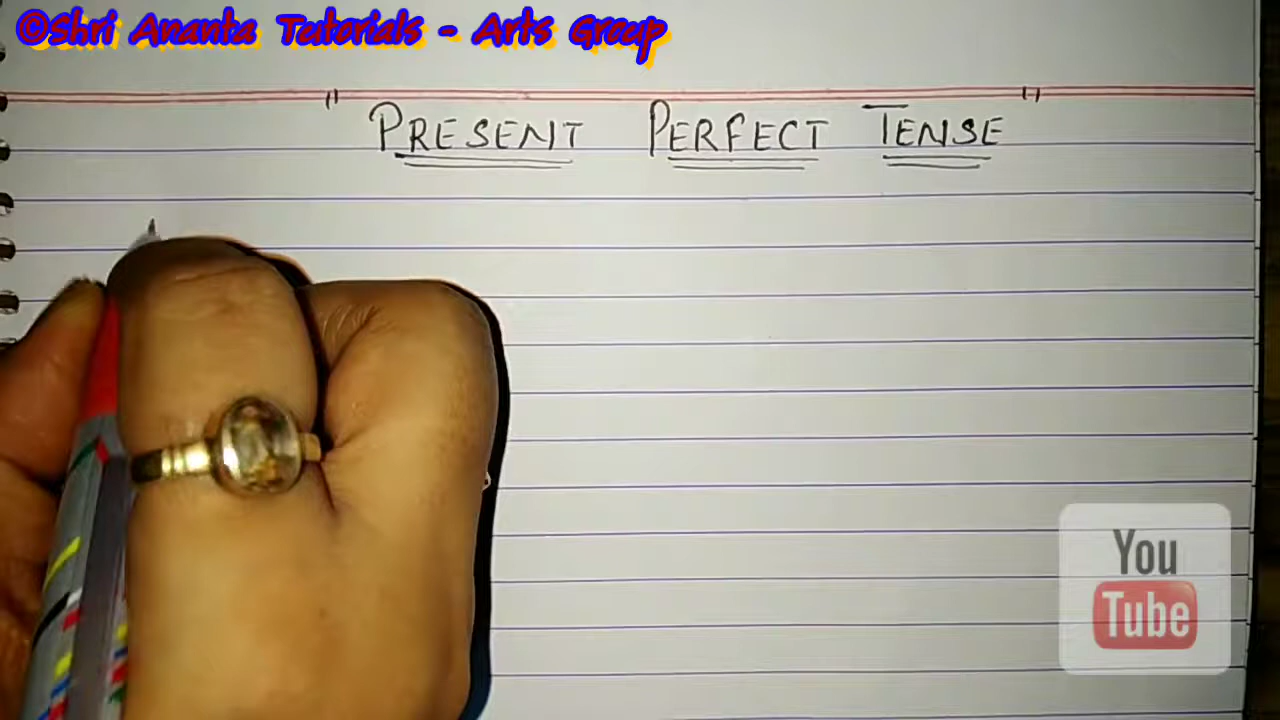 ©Shri Ananta Tutorials - Arts Group
" PRESENT PERFECT TENSE "
You
Tube